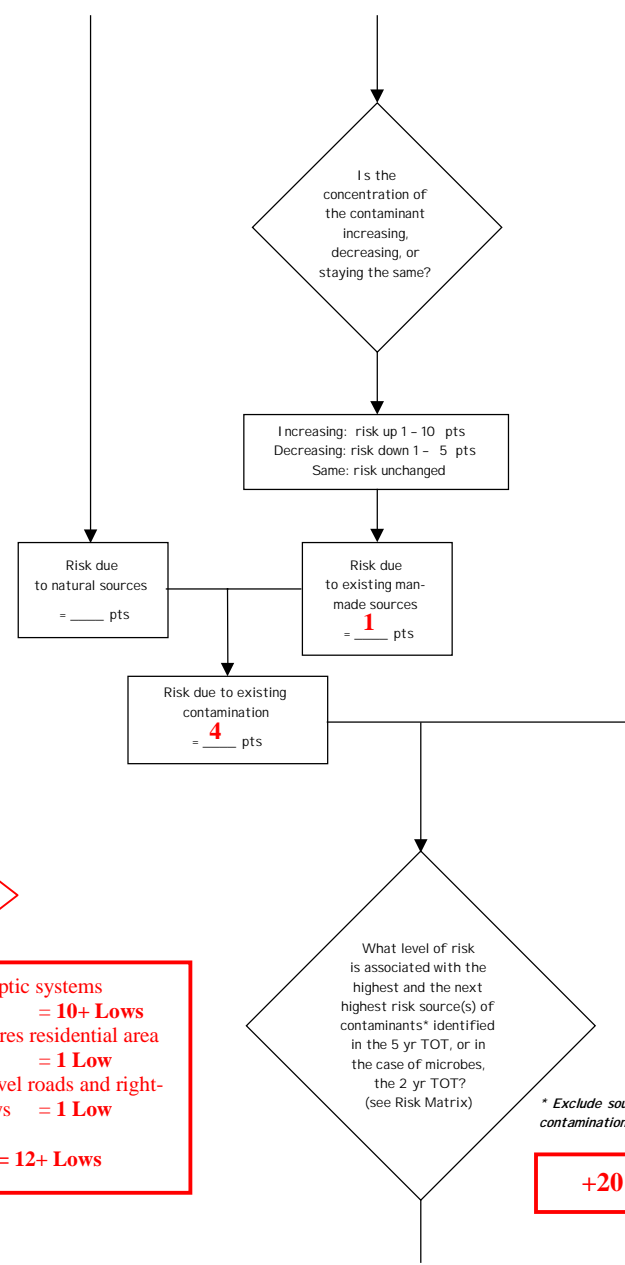 Is the
concentration of
the contaminant
increasing,
decreasing, or
staying the same?
Increasing: risk up 1 – 10 pts
Decreasing: risk down 1 – 5 pts
Same: risk unchanged
Risk due
to natural sources
= _____ pts
Risk due
to existing man-
made sources
1
= _____ pts
Risk due to existing
contamination
4
= _____ pts
ptic systems
= 10+ Lows
res residential area
= 1 Low
vel roads and right-
ys = 1 Low
= 12+ Lows
What level of risk
is associated with the
highest and the next
highest risk source(s) of
contaminants* identified
in the 5 yr TOT, or in
the case of microbes,
the 2 yr TOT?
(see Risk Matrix)
* Exclude sou
contamination
+20